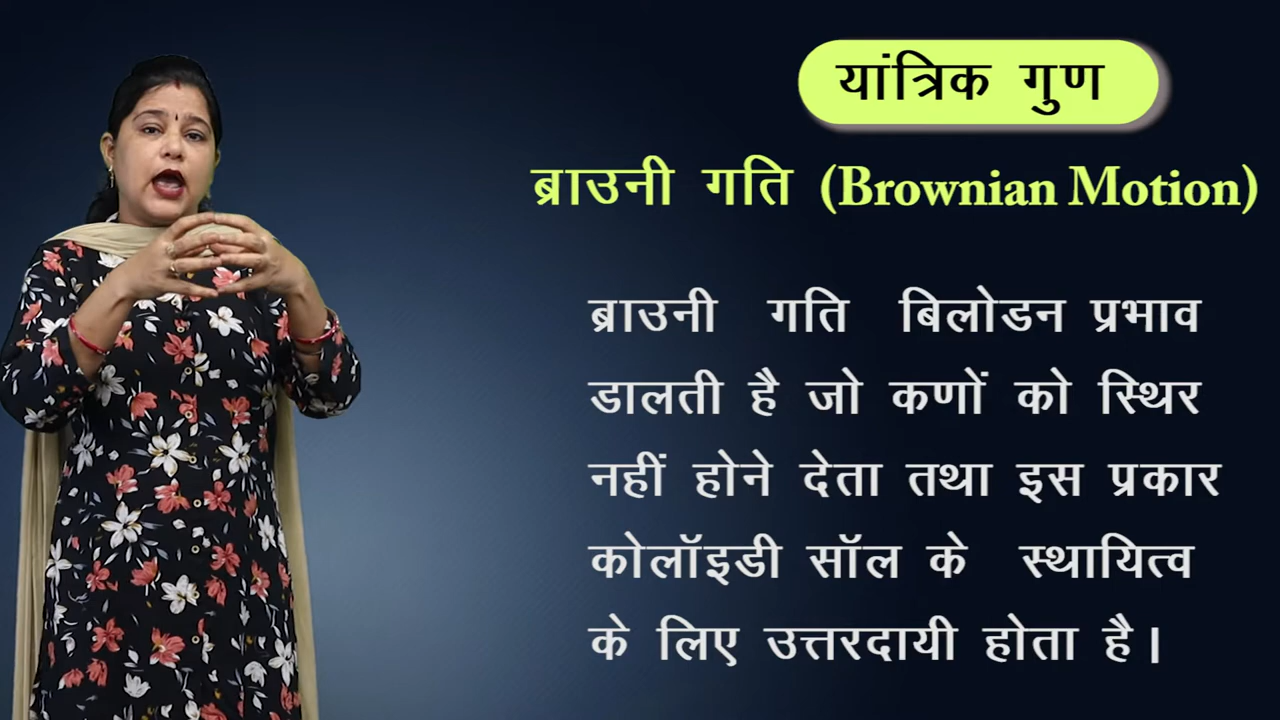 यांत्रिक गुण
ब्राउनी गति (Brownian Motion)
ब्राउनी गति बिलोडन प्रभाव
डालती है जो कणों को स्थिर
नहीं होने देता तथा इस प्रकार
कोलॉइडी सॉल के स्थायित्व
के लिए उत्तरदायी होता है।